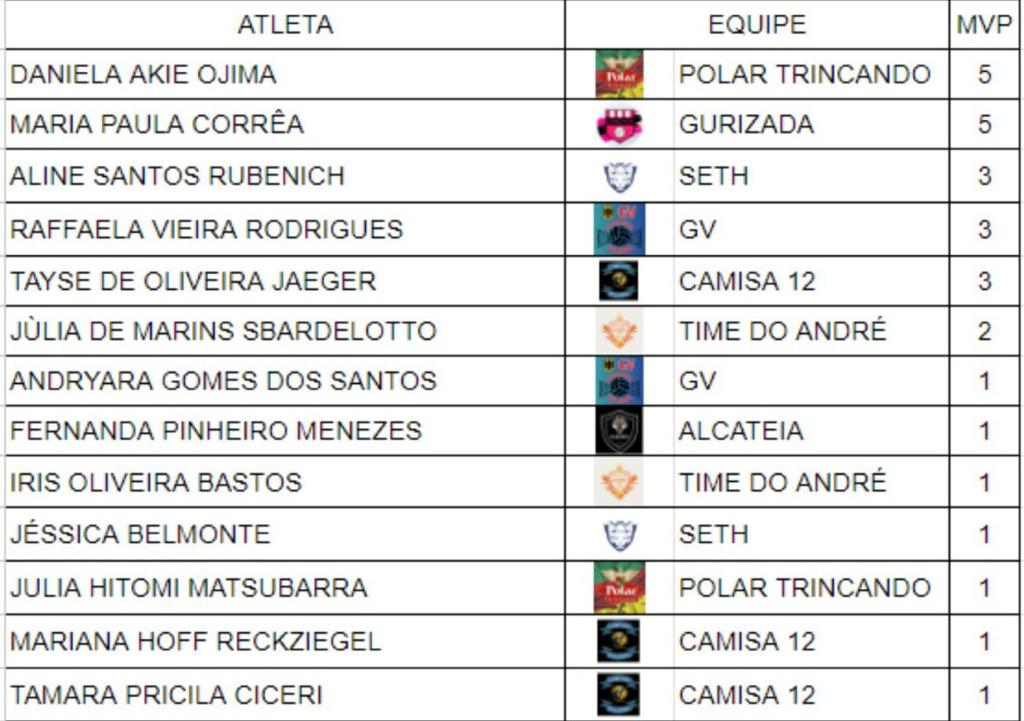 ATLETA EQUIPE MVP
DANIELA AKIE OJIMA Polar POLAR TRINCANDO 5
MARIA PAULA CORRÊA GURIZADA 5
ALINE SANTOS RUBENICH SETH 3
RAFFAELA VIEIRA RODRIGUES GV GV 3
TAYSE DE OLIVEIRA JAEGER CAMISA 12 3
JÙLIA DE MARINS SBARDELOTTO TIME DO ANDRÉ 2
ANDRYARA GOMES DOS SANTOS GV GV 1
FERNANDA PINHEIRO MENEZES ALCATEIA 1
IRIS OLIVEIRA BASTOS TIME DO ANDRÉ 1
JÉSSICA BELMONTE SETH 1
JULIA HITOMI MATSUBARRA Polar POLAR TRINCANDO 1
MARIANA HOFF RECKZIEGEL CAMISA 12 1
TAMARA PRICILA CICERI CAMISA 12 1